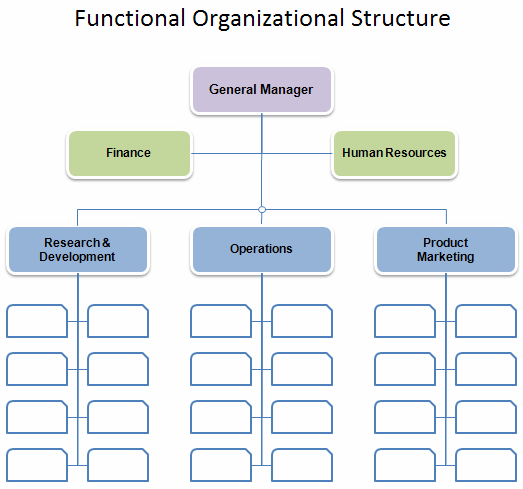 Functional Organizational Structure
General Manager
Finance
Human Resources
Research &
Development
Operations
Product
Marketing